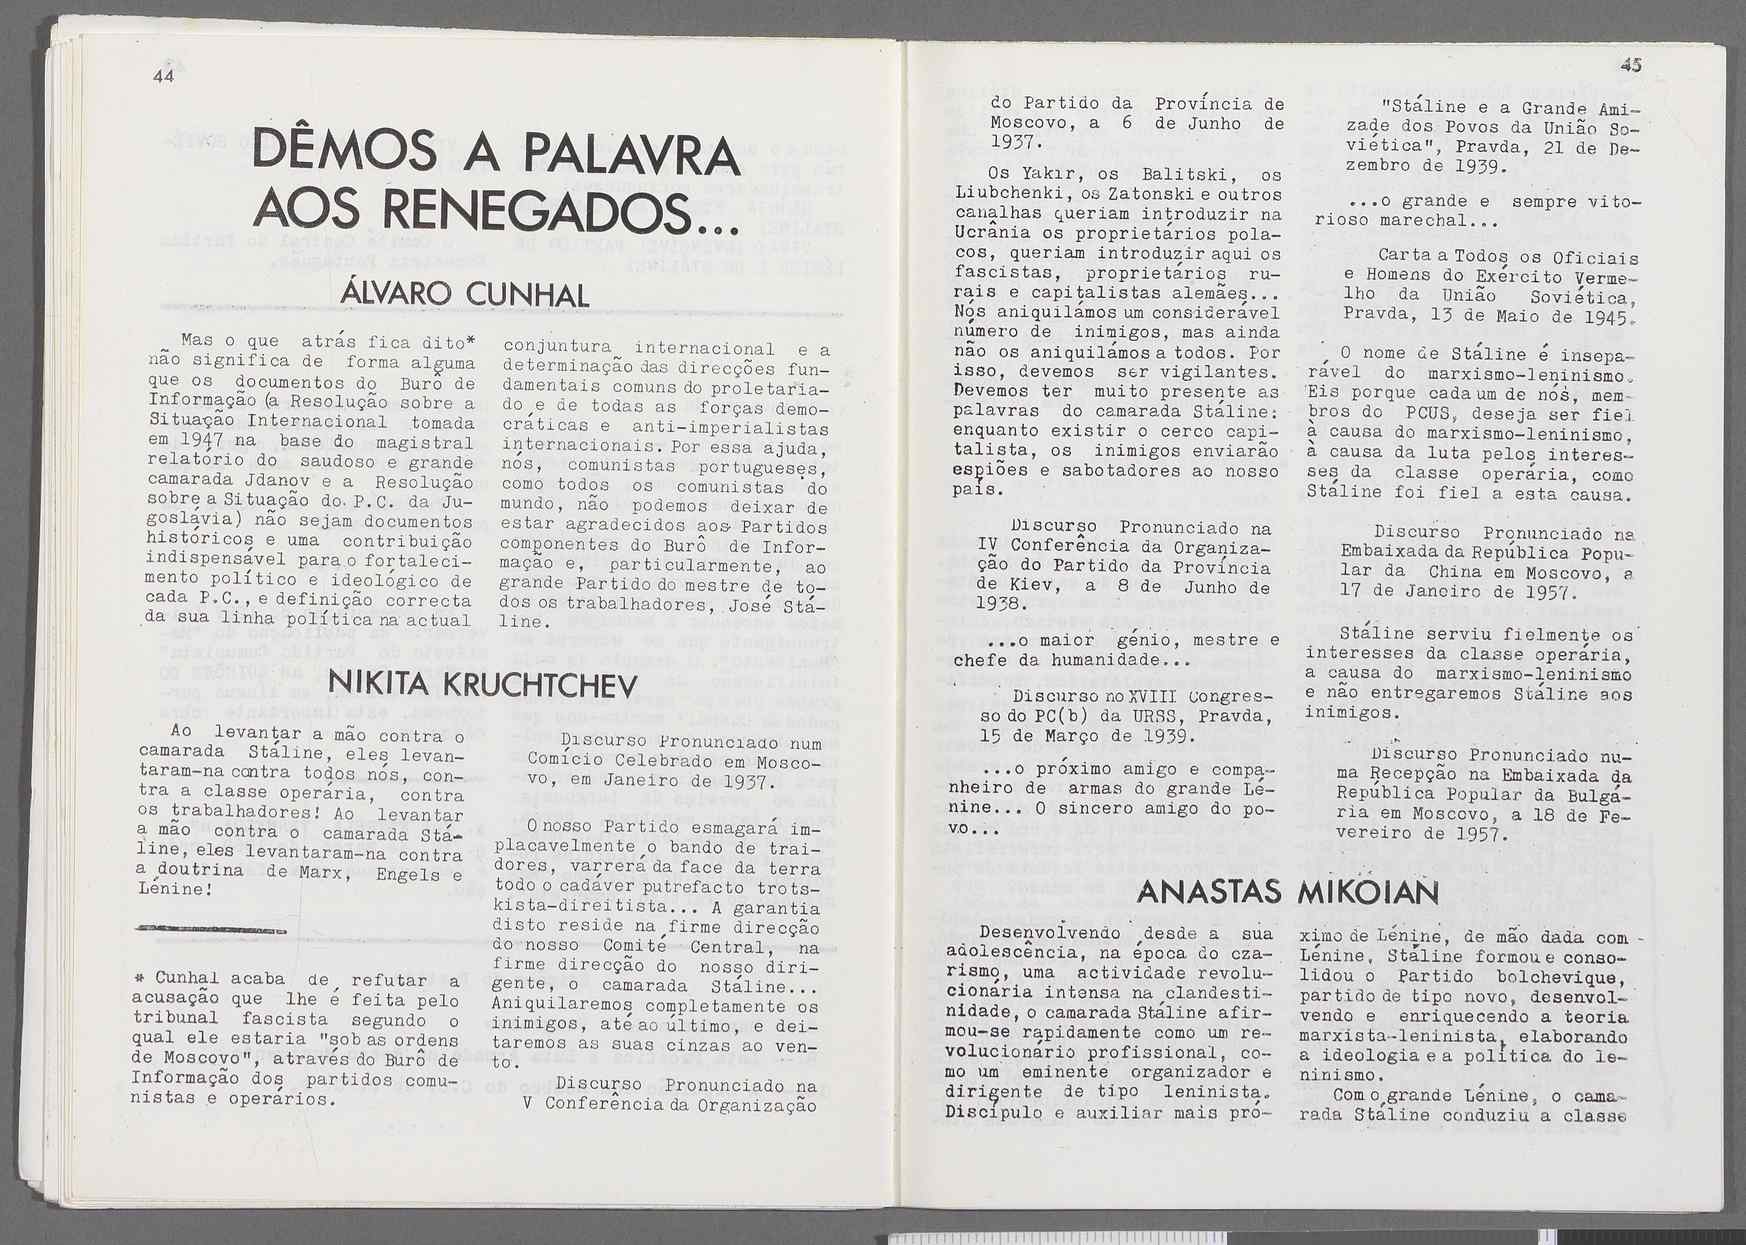 44
DÊMOS A PALAVRA
AOS RENEGADOS...
ÁLVARO CUNHAL
Mas o que atrás fica dito*
não significa de forma alguma
que os documentos do Burô de
Informação (a Resolução sobre a
Situação Internacional tomada
em 1947 na base do magistral
relatório do saudoso e grande
camarada Jdanov e a Resolução
sobre a Situação do P.C. da Ju-
goslávia) não sejam documentos
históricos e uma contribuição
indispensável para o fortaleci-
mento político e ideológico de
cada P.C., e definição correcta
da sua linha política na actual
conjuntura internacional e a
determinação das direcções fun-
damentais comuns do proletaria-
do e de todas as forças demo-
cráticas e anti-imperialistas
internacionais. Por essa ajuda,
nós, comunistas portugueses,
como todos os comunistas do
mundo, não podemos deixar de
estar agradecidos aos Partidos
componentes do Burô de Infor-
mação e, particularmente, ao
grande Partido do mestre de to-
dos os trabalhadores, José Stá-
line.
NIKITA KRUCHTCHEV
Ao levantar a mão contra o
camarada Stáline, eles levan-
taram-na contra todos nós, con-
tra a classe operária, contra
os trabalhadores! Ao levantar
a mão contra o camarada Stá-
line, eles levantaram-na contra
a doutrina de Marx, Engels e
Lénine!
* Cunhal acaba de refutar a
acusação que lhe é feita pelo
tribunal fascista segundo o
qual ele estaria "sob as ordens
de Moscovo", através do Burô de
Informação dos partidos comu-
nistas e operários.
Discurso Pronunciado num
Comício Celebrado em Mosco-
vo, em Janeiro de 1937.
O nosso Partido esmagará im-
placavelmente o bando de trai-
dores, varrerá da face da terra
todo o cadáver putrefacto trots-
kista-direitista... A garantia
disto reside na firme direcção
do nosso Comité Central, na
firme direcção do nosso diri-
gente, o camarada Stáline...
Aniquilaremos completamente os
inimigos, até ao último, e dei-
taremos as suas cinzas ao ven-
to.
Discurso Pronunciado na
V Conferência da Organização
45
do Partido da Província de
Moscovo, a 6 de Junho de
1937.
Os Yakir, os Balitski, os
Liubchenki, os Zatonski e outros
canalhas queriam introduzir na
Ucrânia os proprietários pola-
cos, queriam introduzir aqui os
fascistas, proprietários ru-
rais e capitalistas alemães...
Nós aniquilámos um considerável
número de inimigos, mas ainda
não os aniquilámos a todos. Por
isso, devemos ser vigilantes.
Devemos ter muito presente as
palavras do camarada Stáline:
enquanto existir o cerco capi-
talista, os inimigos enviarão
espiões e sabotadores ao nosso
país.
Discurso Pronunciado na
IV Conferência da Organiza-
ção do Partido da Província
de Kiev, a 8 de Junho de
1938.
...o maior génio, mestre e
chefe da humanidade...
Discurso no XVIII Congres-
so do PC(b) da URSS, Pravda,
15 de Março de 1939.
...o próximo amigo e compa-
nheiro de armas do grande Lé-
nine... O sincero amigo do po-
vo...
"Stáline e a Grande Ami-
zade dos Povos da União So-
viética", Pravda, 21 de De-
zembro de 1939.
...o grande e sempre vito-
rioso marechal...
Carta a Todos os Oficiais
e Homens do Exército Verme-
lho da União Soviética,
Pravda, 13 de Maio de 1945.
O nome de Stáline é insepa-
rável do marxismo-leninismo.
Eis porque cada um de nós, mem-
bros do PCUS, deseja ser fiel
à causa do marxismo-leninismo,
à causa da luta pelos interes-
ses da classe operária, como
Stáline foi fiel a esta causa.
Discurso Pronunciado na
Embaixada da República Popu-
lar da China em Moscovo, a
17 de Janeiro de 1957.
Stáline serviu fielmente os
interesses da classe operária,
a causa do marxismo-leninismo
e não entregaremos Stáline aos
inimigos.
Discurso Pronunciado nu-
ma Recepção na Embaixada da
República Popular da Bulgá-
ria em Moscovo, a 18 de Fe-
vereiro de 1957.
ANASTAS MIKOIAN
Desenvolvendo desde a sua
adolescência, na época do cza-
rismo, uma actividade revolu-
cionária intensa na clandesti-
nidade, o camarada Stáline afir-
mou-se rapidamente como um re-
volucionário profissional, co-
mo um eminente organizador e
dirigente de tipo leninista.
Discípulo e auxiliar mais pró-
ximo de Lénine, de mão dada com
Lénine, Stáline formou e conso-
lidou o Partido bolchevique,
partido de tipo novo, desenvol-
vendo e enriquecendo a teoria
marxista-leninista, elaborando
a ideologia e a política do le-
ninismo.
Com o grande Lénine, o cama-
rada Stáline conduziu a classe